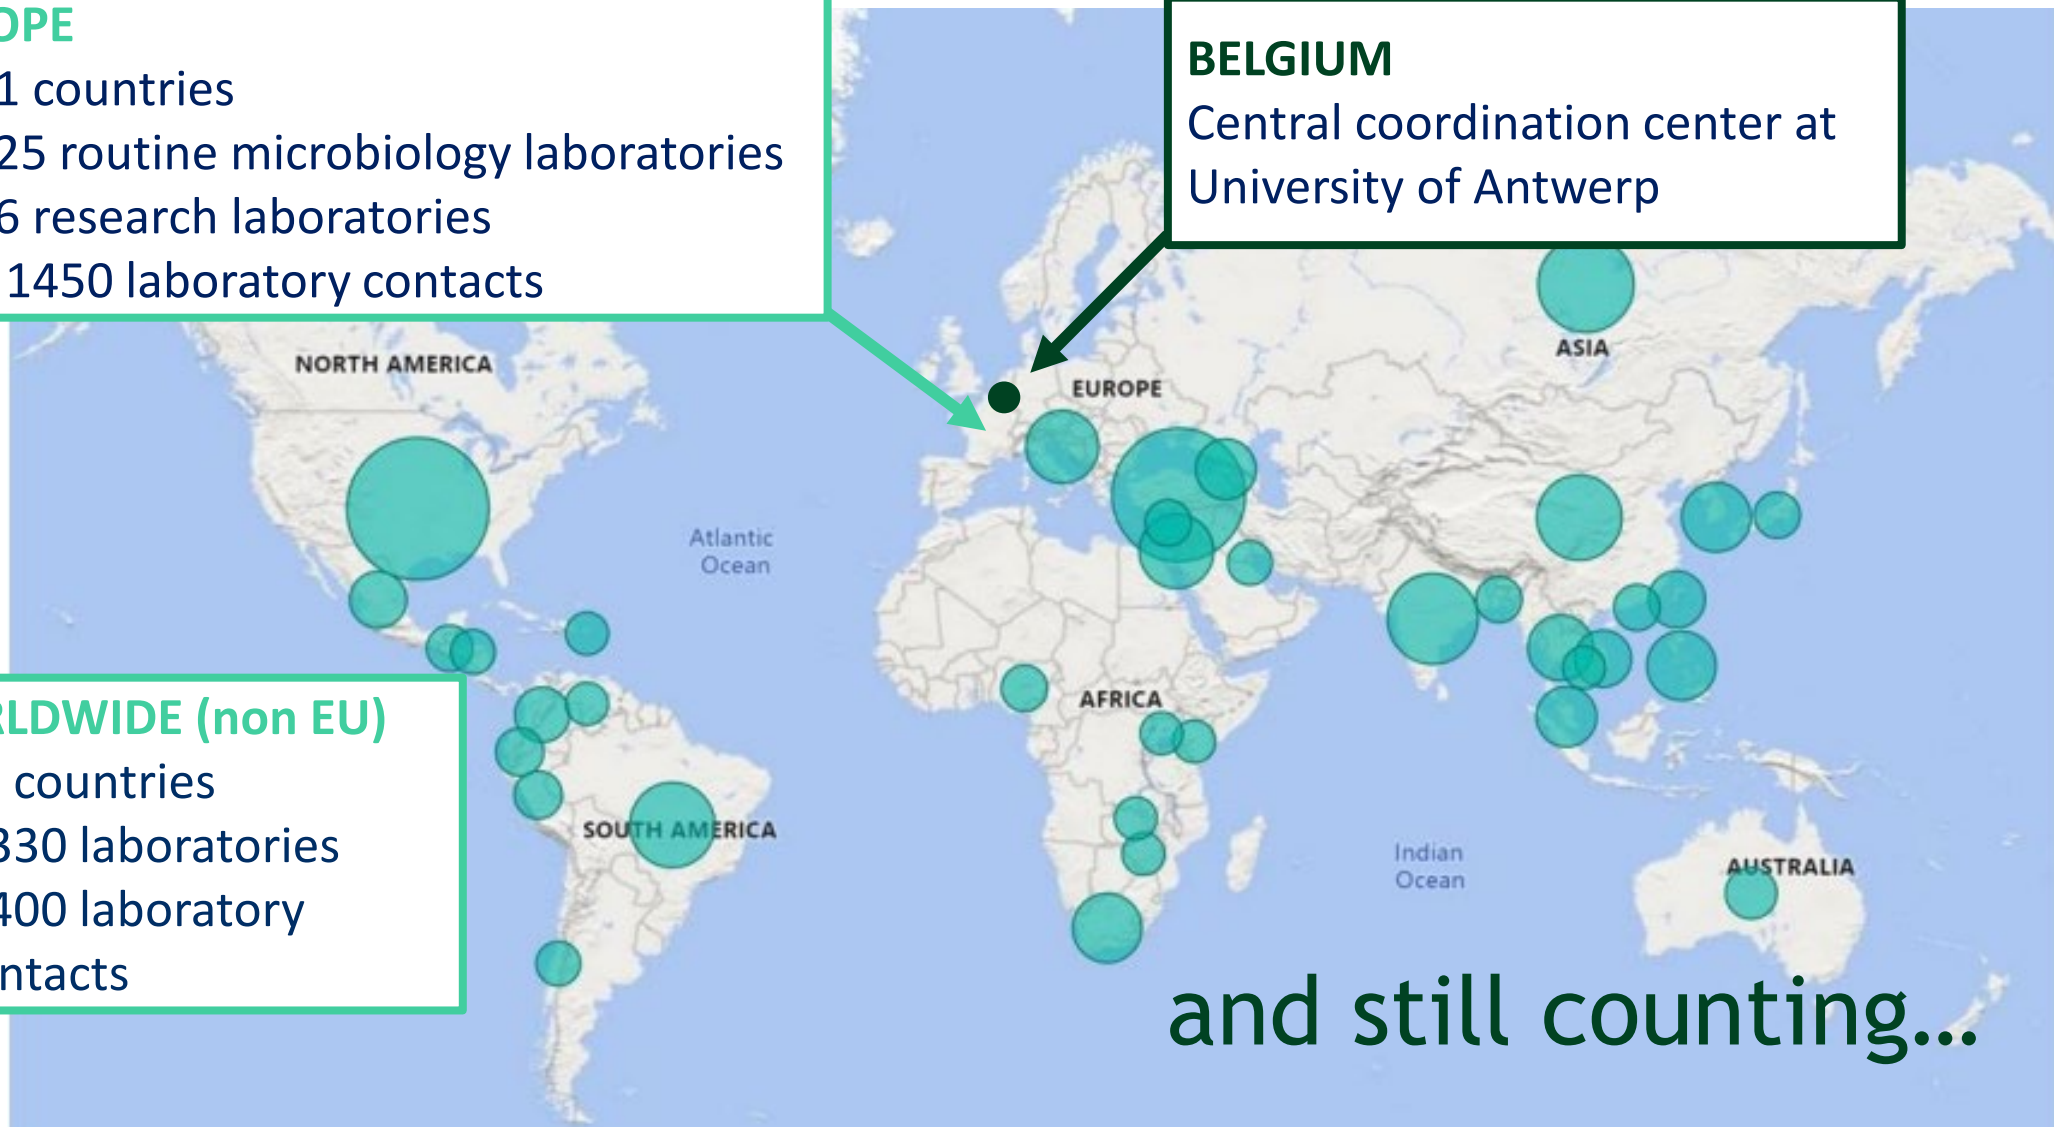 OPE
1 countries
25 routine microbiology laboratories
6 research laboratories
1450 laboratory contacts
BELGIUM
Central coordination center at
University of Antwerp
NORTH AMERICA
EUROPE
ASIA
Atlantic
Ocean
AFRICA
RLDWIDE (non EU)
countries
330 laboratories
400 laboratory
ntacts
SOUTH AMERICA
Indian
Ocean
AUSTRALIA
and still counting...